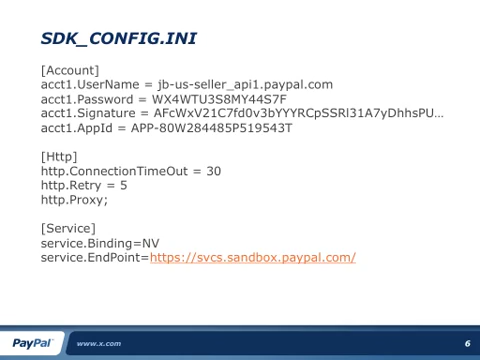 SDK_CONFIG.INI
[Account]
acct1.UserName = jb-us-seller_api1.paypal.com
acct1.Password = WX4WTU3S8MY44S7F
acct1.Signature = AFcWxV21C7fd0v3bYYYRCpSSRl31A7yDhhsPU…
acct1.AppId = APP-80W284485P519543T
[Http]
http.ConnectionTimeOut = 30
http.Retry = 5
http.Proxy;
[Service]
service.Binding=NV
service.EndPoint=https://svcs.sandbox.paypal.com/
PayPal
www.x.com
6